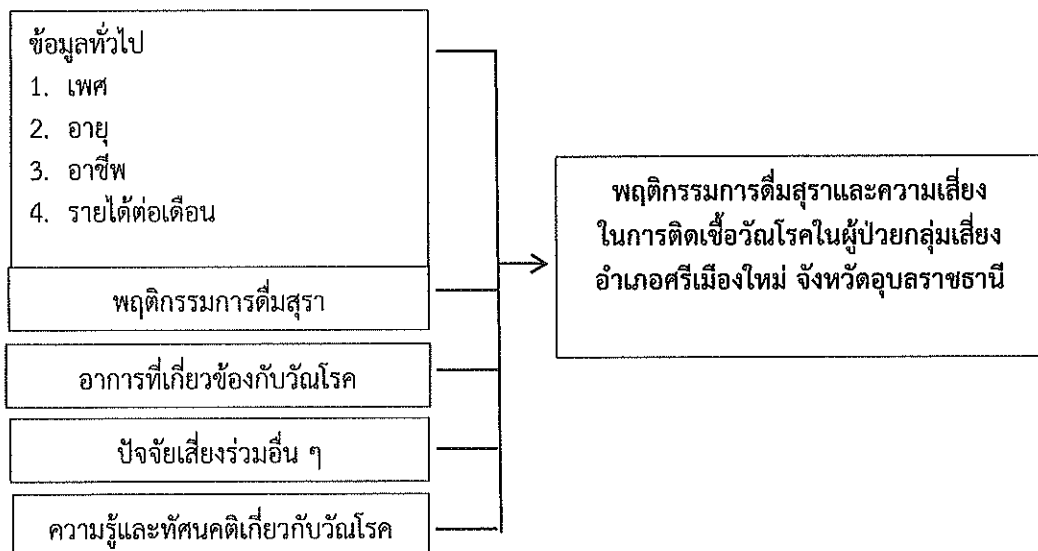 ข้อมูลทั่วไป
1. เพศ
2. อายุ
3. อาชีพ
4. รายได้ต่อเดือน
พฤติกรรมการดื่มสุรา
อาการที่เกี่ยวข้องกับวัณโรค
ปัจจัยเสี่ยงร่วมอื่น ๆ
ความรู้และทัศนคติเกี่ยวกับวัณโรค
พฤติกรรมการดื่มสุราและความเสี่ยง
ในการติดเชื้อวัณโรคในผู้ป่วยกลุ่มเสี่ยง
อำเภอศรีเมืองใหม่ จังหวัดอุบลราชธานี